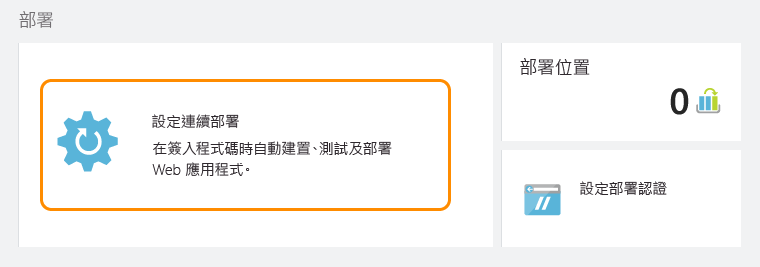 部署
設定連續部署
在簽入程式碼時自動建置、測試及部署
Web 應用程式。
部署位置
0
設定部署認證